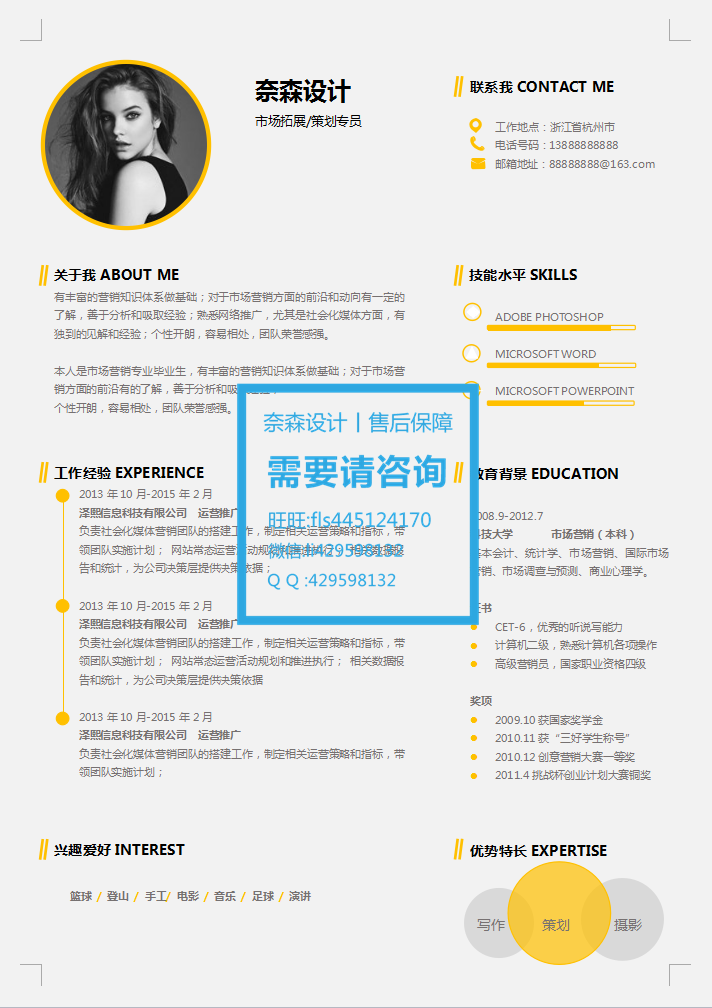 奈森设计
市场拓展/策划专员
联系我 CONTACT ME
工作地点：浙江首杭州市
电话号码：13888888888
邮箱地址：88888888@163.com
关于我 ABOUT ME
有丰富的营销知识体系做基础；对于市场营销方面的前沿和动向有一定的
了解，善于分析和吸取经验；熟悉网络推广，尤其是社会化媒体方面，有
独到的见解和经验；个性开朗，容易相处，团队荣誉感强。
本人是市场营销专业毕业生，有丰富的营销知识体系做基础；对于市场营
销方面的前沿有的了解，善于分析和吸
个性开朗，容易相处，团队荣誉感强。
技能水平 SKILLS
ADOBE PHOTOSHOP
MICROSOFT WORD
MICROSOFT POWERPOINT
奈森设计丨售后保障
需要请咨询
旺旺:fls445124170
QQ:429598132
工作经验 EXPERIENCE
2013 年 10 月-2015 年 2 月
泽熙信息科技有限公司 运营推广
负责社会化媒体营销团队的搭建工作，制定相关运营策略和指标，带
领团队实施计划； 网站常态运营活动规划和推进执行； 相关数据报
告和统计，为公司决策层提供决策依据；
2013 年 10 月-2015 年 2 月
泽熙信息科技有限公司 运营推广
负责社会化媒体营销团队的搭建工作，制定相关运营策略和指标，带
领团队实施计划； 网站常态运营活动规划和推进执行； 相关数据报
告和统计，为公司决策层提供决策依据
2013 年 10 月-2015 年 2 月
泽熙信息科技有限公司 运营推广
负责社会化媒体营销团队的搭建工作，制定相关运营策略和指标，带
领团队实施计划；
教育背景 EDUCATION
008.9-2012.7
科技大学 市场营销（本科）
基本会计、统计学、市场营销、国际市场
营销、市场调查与预测、商业心理学。
证书
CET-6，优秀的听说写能力
计算机二级，熟悉计算机各项操作
高级营销员，国家职业资格四级
奖项
2009.10 获国家奖学金
2010.11 获“三好学生称号”
2010.12 创意营销大赛一等奖
2011.4 挑战杯创业计划大赛铜奖
兴趣爱好 INTEREST
篮球 / 登山 / 手工/ 电影 / 音乐 / 足球 / 演讲
优势特长 EXPERTISE
写作 策划 摄影